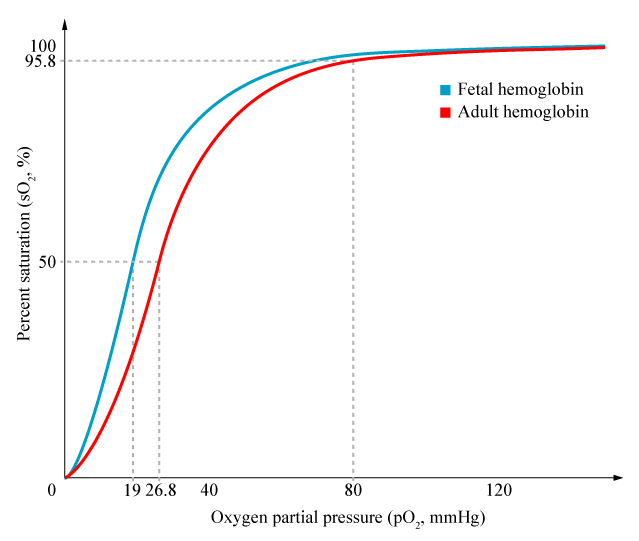 100
95.8
Fetal hemoglobin
Adult hemoglobin
Percent saturation (sO₂, %)
50
0
19 26.8 40 80 120
Oxygen partial pressure (pO₂, mmHg)